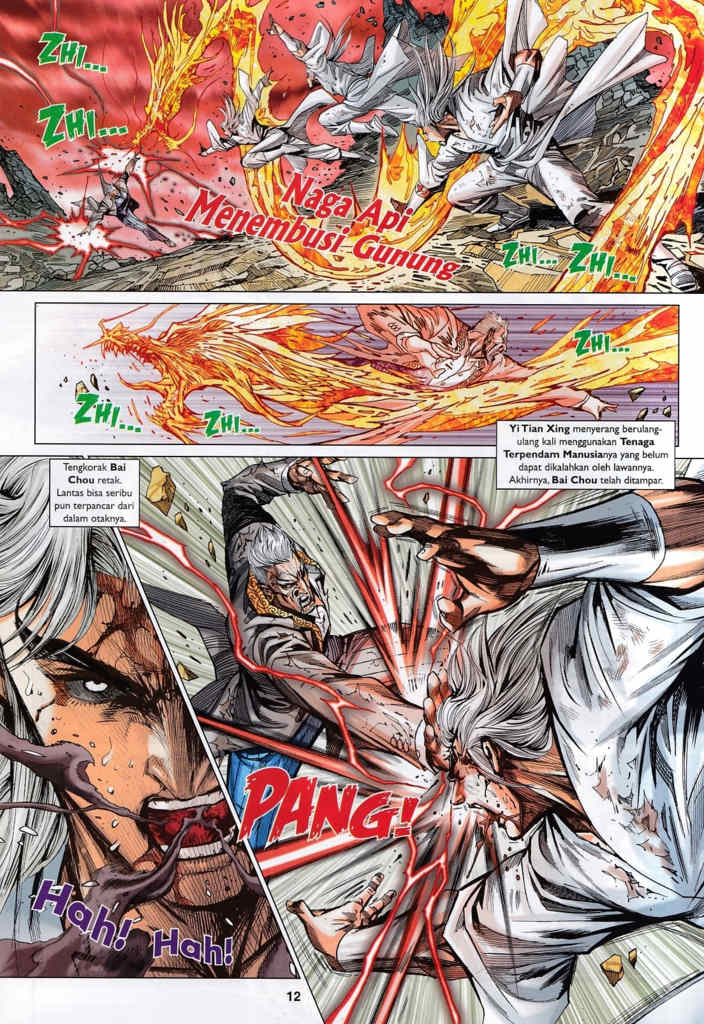 ZHI...
ZHI...
Naga Api
Menembusi Gunung
ZHI... ZHI...
ZHI...
ZHI...
ZHI...
Yi Tian Xing menyerang berulang-
ulang kali menggunakan Tenaga
Terpendam Manusianya yang belum
dapat dikalahkan oleh lawannya.
Akhirnya, Bai Chou telah ditampar.
Tengkorak Bai
Chou retak.
Lantas bisa seribu
pun terpancar dari
dalam otaknya.
PANG!
Hah! Hah!
12